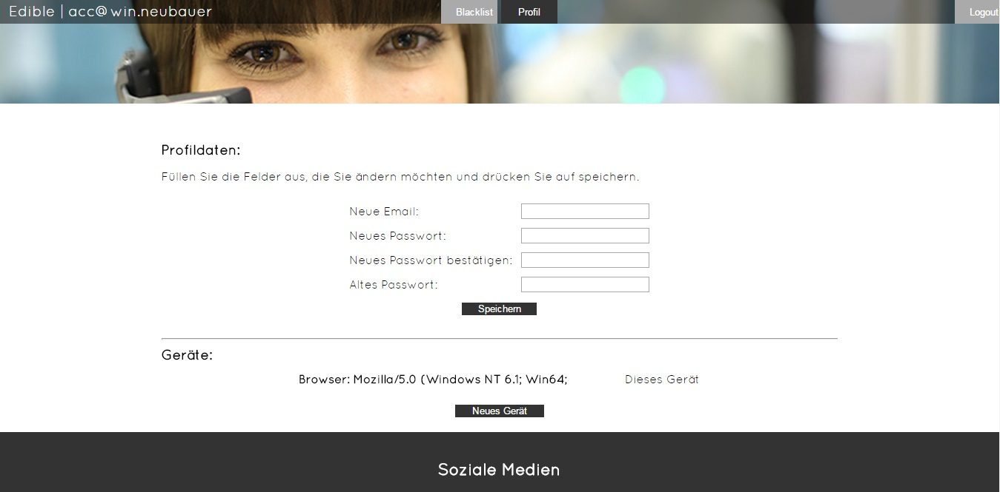 Edible | acc@win.neubauer
Blacklist
Profil
Logout
Profildaten:
Füllen Sie die Felder aus, die Sie ändern möchten und drücken Sie auf speichern.
Neue Email:
Neues Passwort:
Neues Passwort bestätigen:
Altes Passwort:
Speichern
Geräte:
Browser: Mozilla/5.0 (Windows NT 6.1; Win64; Dieses Gerät
Neues Gerät
Soziale Medien